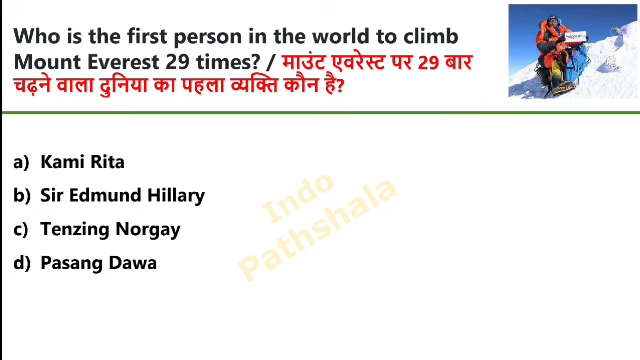 Who is the first person in the world to climb
Mount Everest 29 times? / माउंट एवरेस्ट पर 29 बार
चढ़ने वाला दुनिया का पहला व्यक्ति कौन है?
a) Kami Rita
b) Sir Edmund Hillary
c) Tenzing Norgay
d) Pasang Dawa
Indo
Pathshala